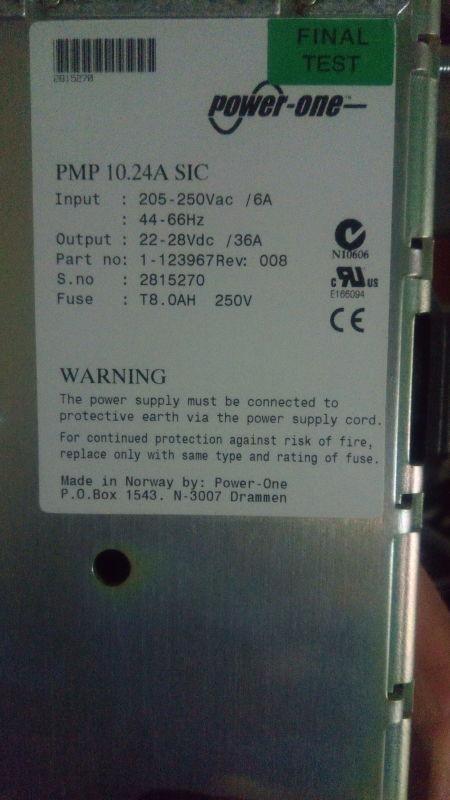 FINAL
TEST
2815270
power-one™
PMP 10.24A SIC
Input : 205-250Vac /6A
: 44-66Hz
Output : 22-28Vdc /36A
Part no: 1-123967Rev: 008
S.no : 2815270
Fuse : T8.0AH 250V
N10606
c RU US
E166094
CE
WARNING
The power supply must be connected to
protective earth via the power supply cord.
For continued protection against risk of fire,
replace only with same type and rating of fuse.
Made in Norway by: Power-One
P.O.Box 1543. N-3007 Drammen